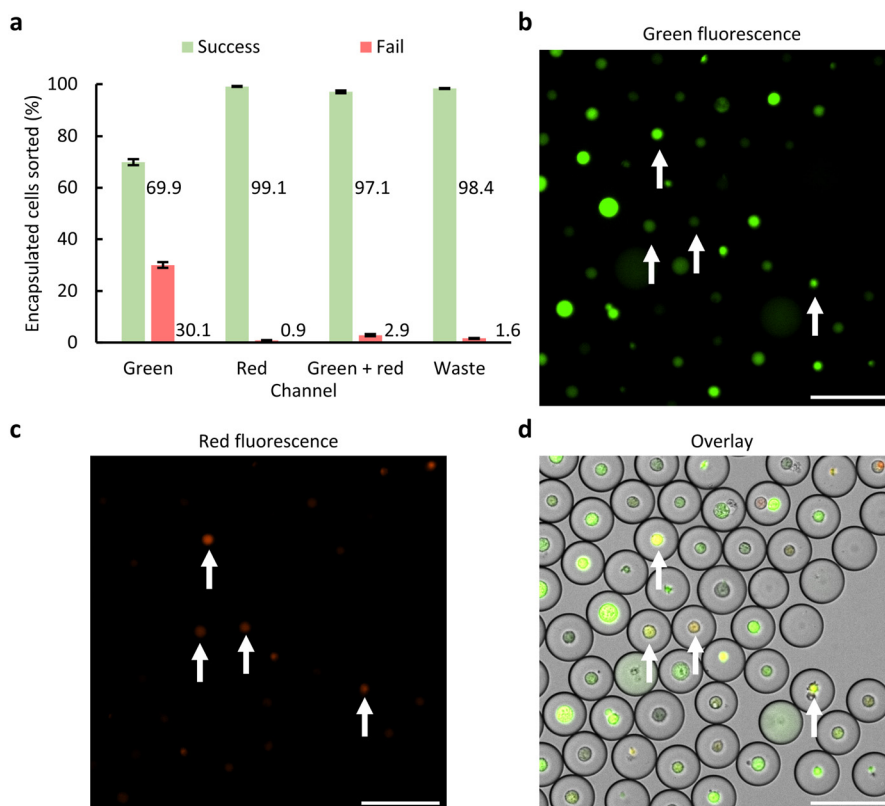 a
Success
Fail
Encapsulated cells sorted (%)
100
80
60
40
20
0
69.9
30.1
99.1
0.9
97.1
2.9
98.4
1.6
Green
Red
Green + red
Waste
Channel
b
Green fluorescence
c
Red fluorescence
d
Overlay